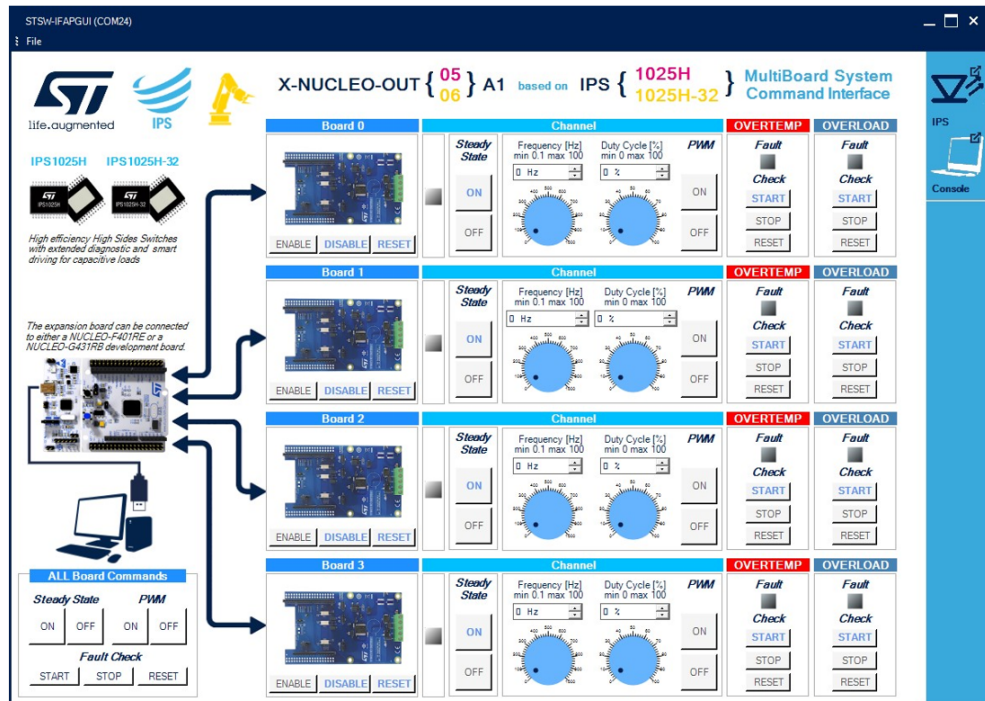 STSW-IFAPGUI (COM24)
File
life.augmented
IPS
X-NUCLEO-OUT { 05 06 } A1 based on IPS { 1025H 1025H-32 }
MultiBoard System
Command Interface
IPS
Console
IPS1025H IPS1025H-32
IPS1025H IPS1025H-32
High efficiency High Sides Switches
with extended diagnostic and smart
driving for capacitive loads
The expansion board can be connected
to either a NUCLEO-F401RE or a
NUCLEO-G431RB development board.
ALL Board Commands
Steady State PWM
ON OFF ON OFF
Fault Check
START STOP RESET
Board 0 Channel OVERTEMP OVERLOAD
Steady State
Frequency [Hz] Duty Cycle [%] PWM Fault Fault
min 0.1 max 100 min 0 max 100
0 Hz 0 %
Check Check
ON ON START START
OFF OFF STOP STOP
ENABLE DISABLE RESET RESET RESET
Board 1 Channel OVERTEMP OVERLOAD
Steady State
Frequency [Hz] Duty Cycle [%] PWM Fault Fault
min 0.1 max 100 min 0 max 100
0 Hz 0 %
Check Check
ON ON START START
OFF OFF STOP STOP
ENABLE DISABLE RESET RESET RESET
Board 2 Channel OVERTEMP OVERLOAD
Steady State
Frequency [Hz] Duty Cycle [%] PWM Fault Fault
min 0.1 max 100 min 0 max 100
0 Hz 0 %
Check Check
ON ON START START
OFF OFF STOP STOP
ENABLE DISABLE RESET RESET RESET
Board 3 Channel OVERTEMP OVERLOAD
Steady State
Frequency [Hz] Duty Cycle [%] PWM Fault Fault
min 0.1 max 100 min 0 max 100
0 Hz 0 %
Check Check
ON ON START START
OFF OFF STOP STOP
ENABLE DISABLE RESET RESET RESET